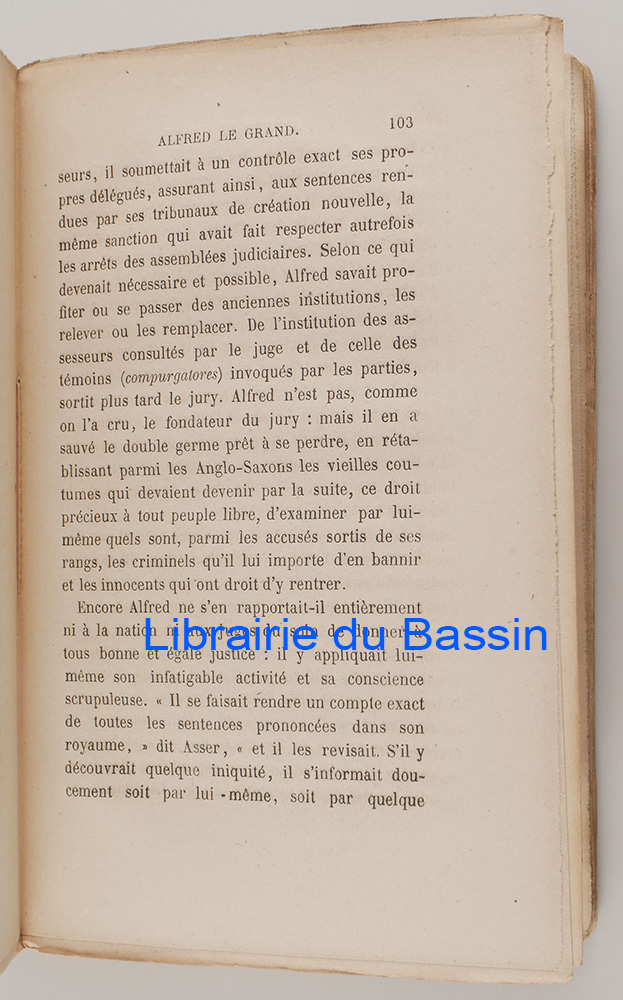 ALFRED LE GRAND. 103
seurs, il soumettait à un contrôle exact ses pro-
pres délégués, assurant ainsi, aux sentences ren-
dues par ses tribunaux de création nouvelle, la
même sanction qui avait fait respecter autrefois
les arrêts des assemblées judiciaires. Selon ce qui
devenait nécessaire et possible, Alfred savait pro-
fiter ou se passer des anciennes institutions, les
relever ou les remplacer. De l'institution des as-
sesseurs consultés par le juge et de celle des
témoins (compurgatores) invoqués par les parties,
sortit plus tard le jury. Alfred n'est pas, comme
on l'a cru, le fondateur du jury : mais il en a
sauvé le double germe prêt à se perdre, en réta-
blissant parmi les Anglo-Saxons les vieilles cou-
tumes qui devaient devenir par la suite, ce droit
précieux à tout peuple libre, d'examiner par lui-
même quels sont, parmi les accusés sortis de ses
rangs, les criminels qu'il lui importe d'en bannir
et les innocents qui ont droit d'y rentrer.
Encore Alfred ne s'en rapportait-il entièrement
ni à la nation ni aux juges du soin de donner à
Librairie du Bassin
tous bonne et égale justice : il y appliquait lui-
même son infatigable activité et sa conscience
scrupuleuse. « Il se faisait rendre un compte exact
de toutes les sentences prononcées dans son
royaume, » dit Asser, « et il les revisait. S'il y
découvrait quelque iniquité, il s'informait dou-
cement soit par lui-même, soit par quelque